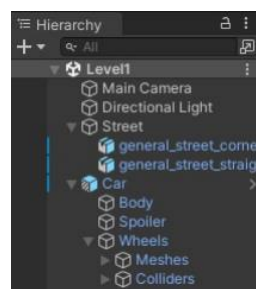 Hierarchy
All
Level1
Main Camera
Directional Light
Street
general_street_corne
general_street_straig
Car
Body
Spoiler
Wheels
Meshes
Colliders